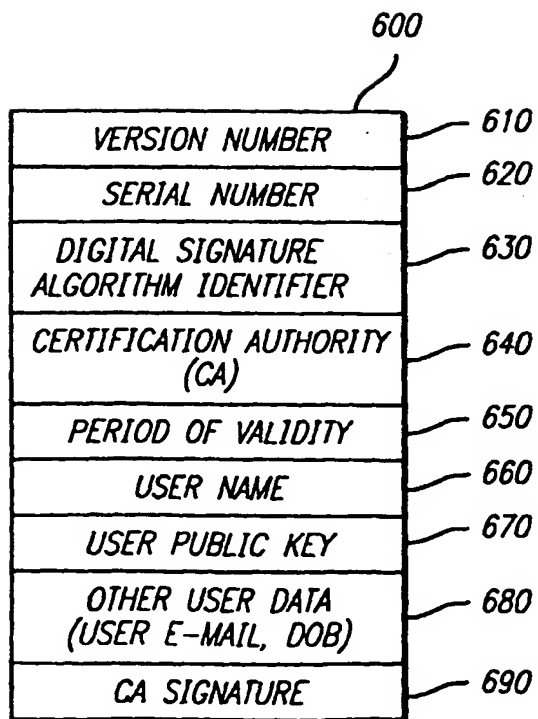 600
VERSION NUMBER 610
SERIAL NUMBER 620
DIGITAL SIGNATURE
ALGORITHM IDENTIFIER 630
CERTIFICATION AUTHORITY
(CA) 640
PERIOD OF VALIDITY 650
USER NAME 660
USER PUBLIC KEY 670
OTHER USER DATA
(USER E-MAIL, DOB) 680
CA SIGNATURE 690